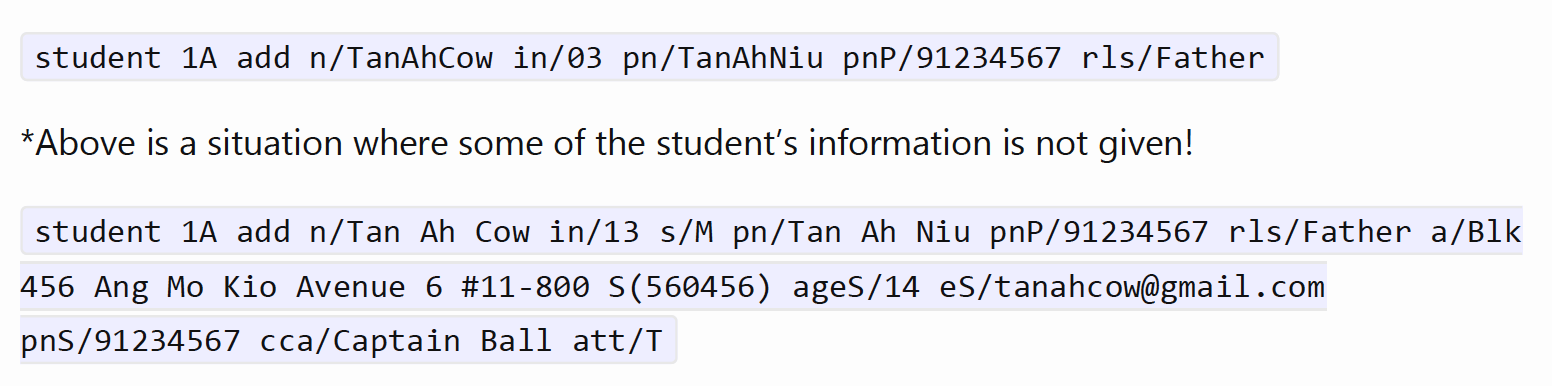 student 1A add n/TanAhCow in/03 pn/TanAhNiu pnP/91234567 rls/Father
*Above is a situation where some of the student’s information is not given!
student 1A add n/Tan Ah Cow in/13 s/M pn/Tan Ah Niu pnP/91234567 rls/Father a/Blk
456 Ang Mo Kio Avenue 6 #11-800 S(560456) ageS/14 eS/tanahcow@gmail.com
pnS/91234567 cca/Captain Ball att/T